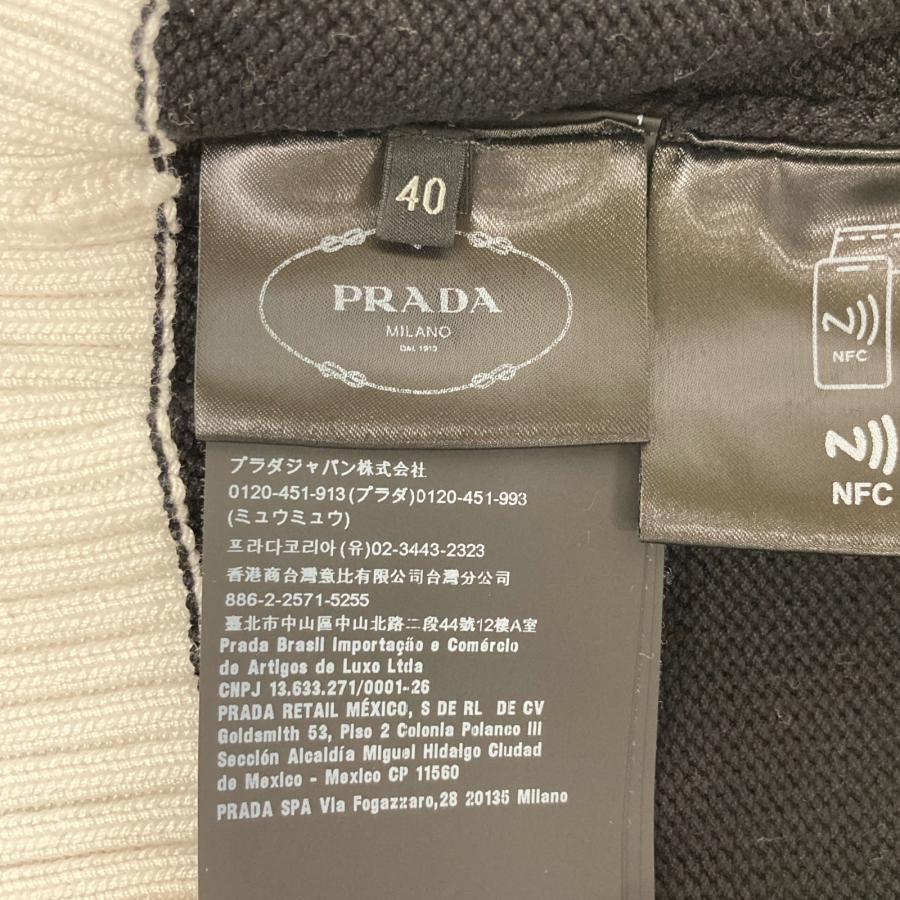 40
PRADA
MILANO
DAL 1913
NFC
NFC
プラダジャパン株式会社
0120-451-913(プラダ)0120-451-993
(ミュウミュウ)
프라다코리아(유)02-3443-2323
香港商台灣意比有限公司台灣分公司
886-2-2571-5255
臺北市中山區中山北路二段44號12樓A室
Prada Brasil Importação e Comércio
de Artigos de Luxo Ltda
CNPJ 13.633.271/0001-26
PRADA RETAIL MÉXICO, S DE RL DE CV
Goldsmith 53, Piso 2 Colonia Polanco III
Sección Alcaldía Miguel Hidalgo Ciudad
de Mexico - Mexico CP 11560
PRADA SPA Via Fogazzaro,28 20135 Milano